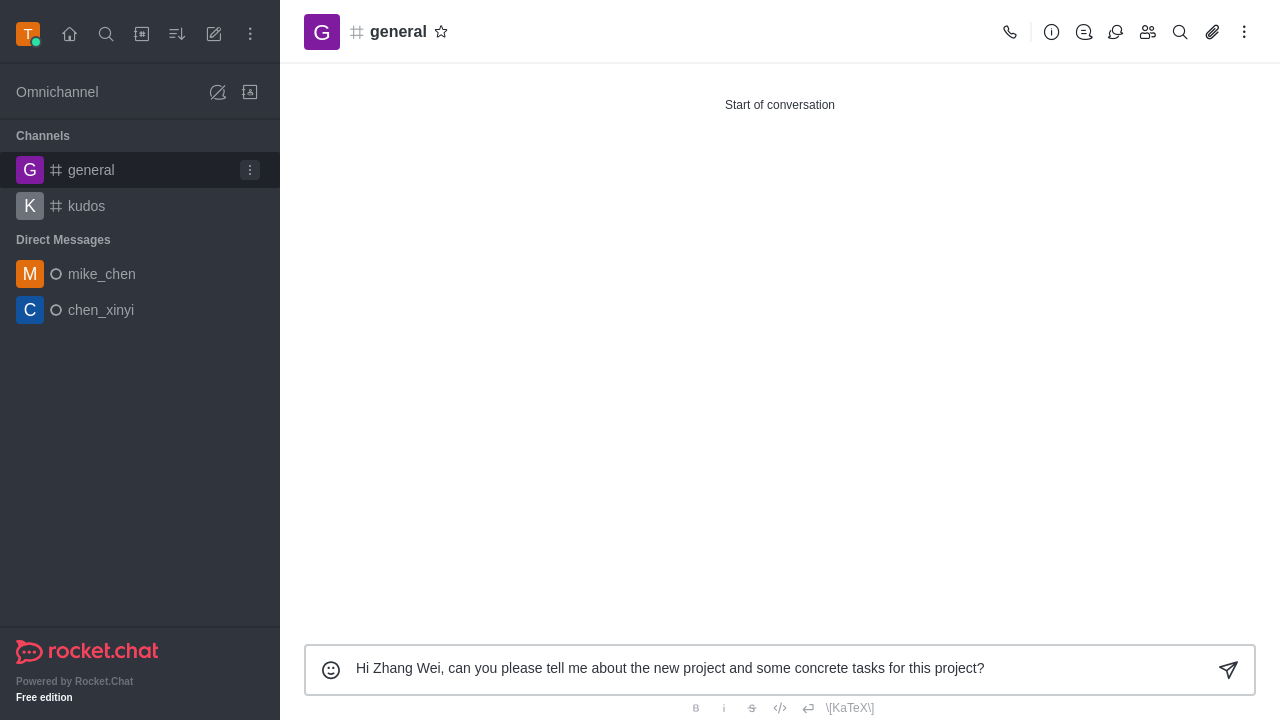 T
Omnichannel
Channels
G general
K kudos
Direct Messages
M mike_chen
C chen_xinyi
rocket.chat
Powered by Rocket.Chat
Free edition
G general
Start of conversation
Hi Zhang Wei, can you please tell me about the new project and some concrete tasks for this project?
B i S \[KaTeX\]